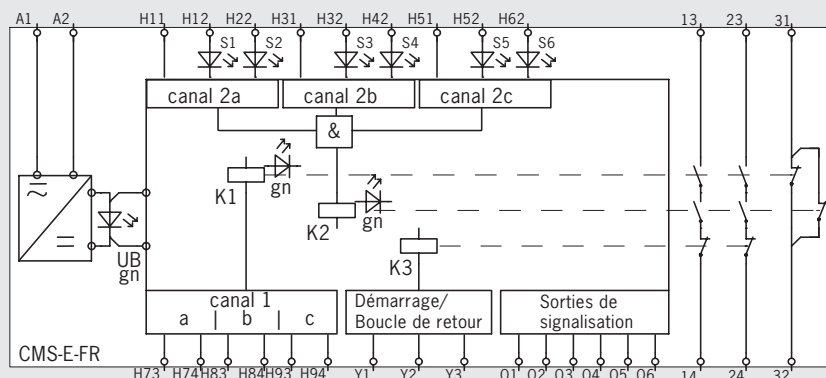 A1 A2 H11 H12 H22 H31 H32 H42 H51 H52 H62 13 23 31
S1 S2 S3 S4 S5 S6
canal 2a canal 2b canal 2c
&
K1 gn
K2 gn
UB
gn
K3
canal 1
a | b | c
Démarrage/
Boucle de retour
Sorties de
signalisation
CMS-E-FR
H73 H74 H83 H84 H93 H94 Y1 Y2 Y3 O1 O2 O3 O4 O5 O6 14 24 32